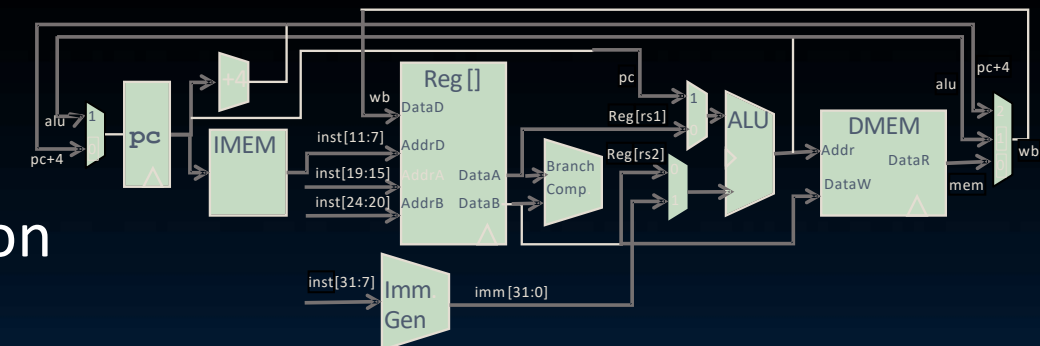 wb
pc+4
alu
+4
pc
Reg[]
DataD
AddrD
AddrA
AddrB
DataA
DataB
alu
pc+4
1
0
pc
IMEM
inst[11:7]
inst[19:15]
inst[24:20]
Branch
Comp
Reg[rs1]
Reg[rs2]
1
0
0
1
ALU
DMEM
Addr
DataR
DataW
2
1
0
wb
mem
on
inst[31:7]
Imm
Gen
imm[31:0]